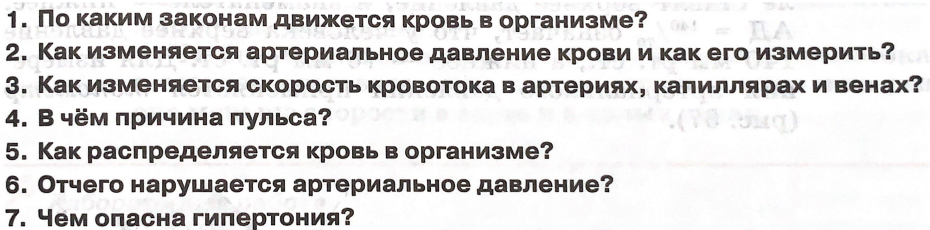 1. По каким законам движется кровь в организме?
2. Как изменяется артериальное давление крови и как его измерить?
3. Как изменяется скорость кровотока в артериях, капиллярах и венах?
4. В чём причина пульса?
5. Как распределяется кровь в организме?
6. Отчего нарушается артериальное давление?
7. Чем опасна гипертония?